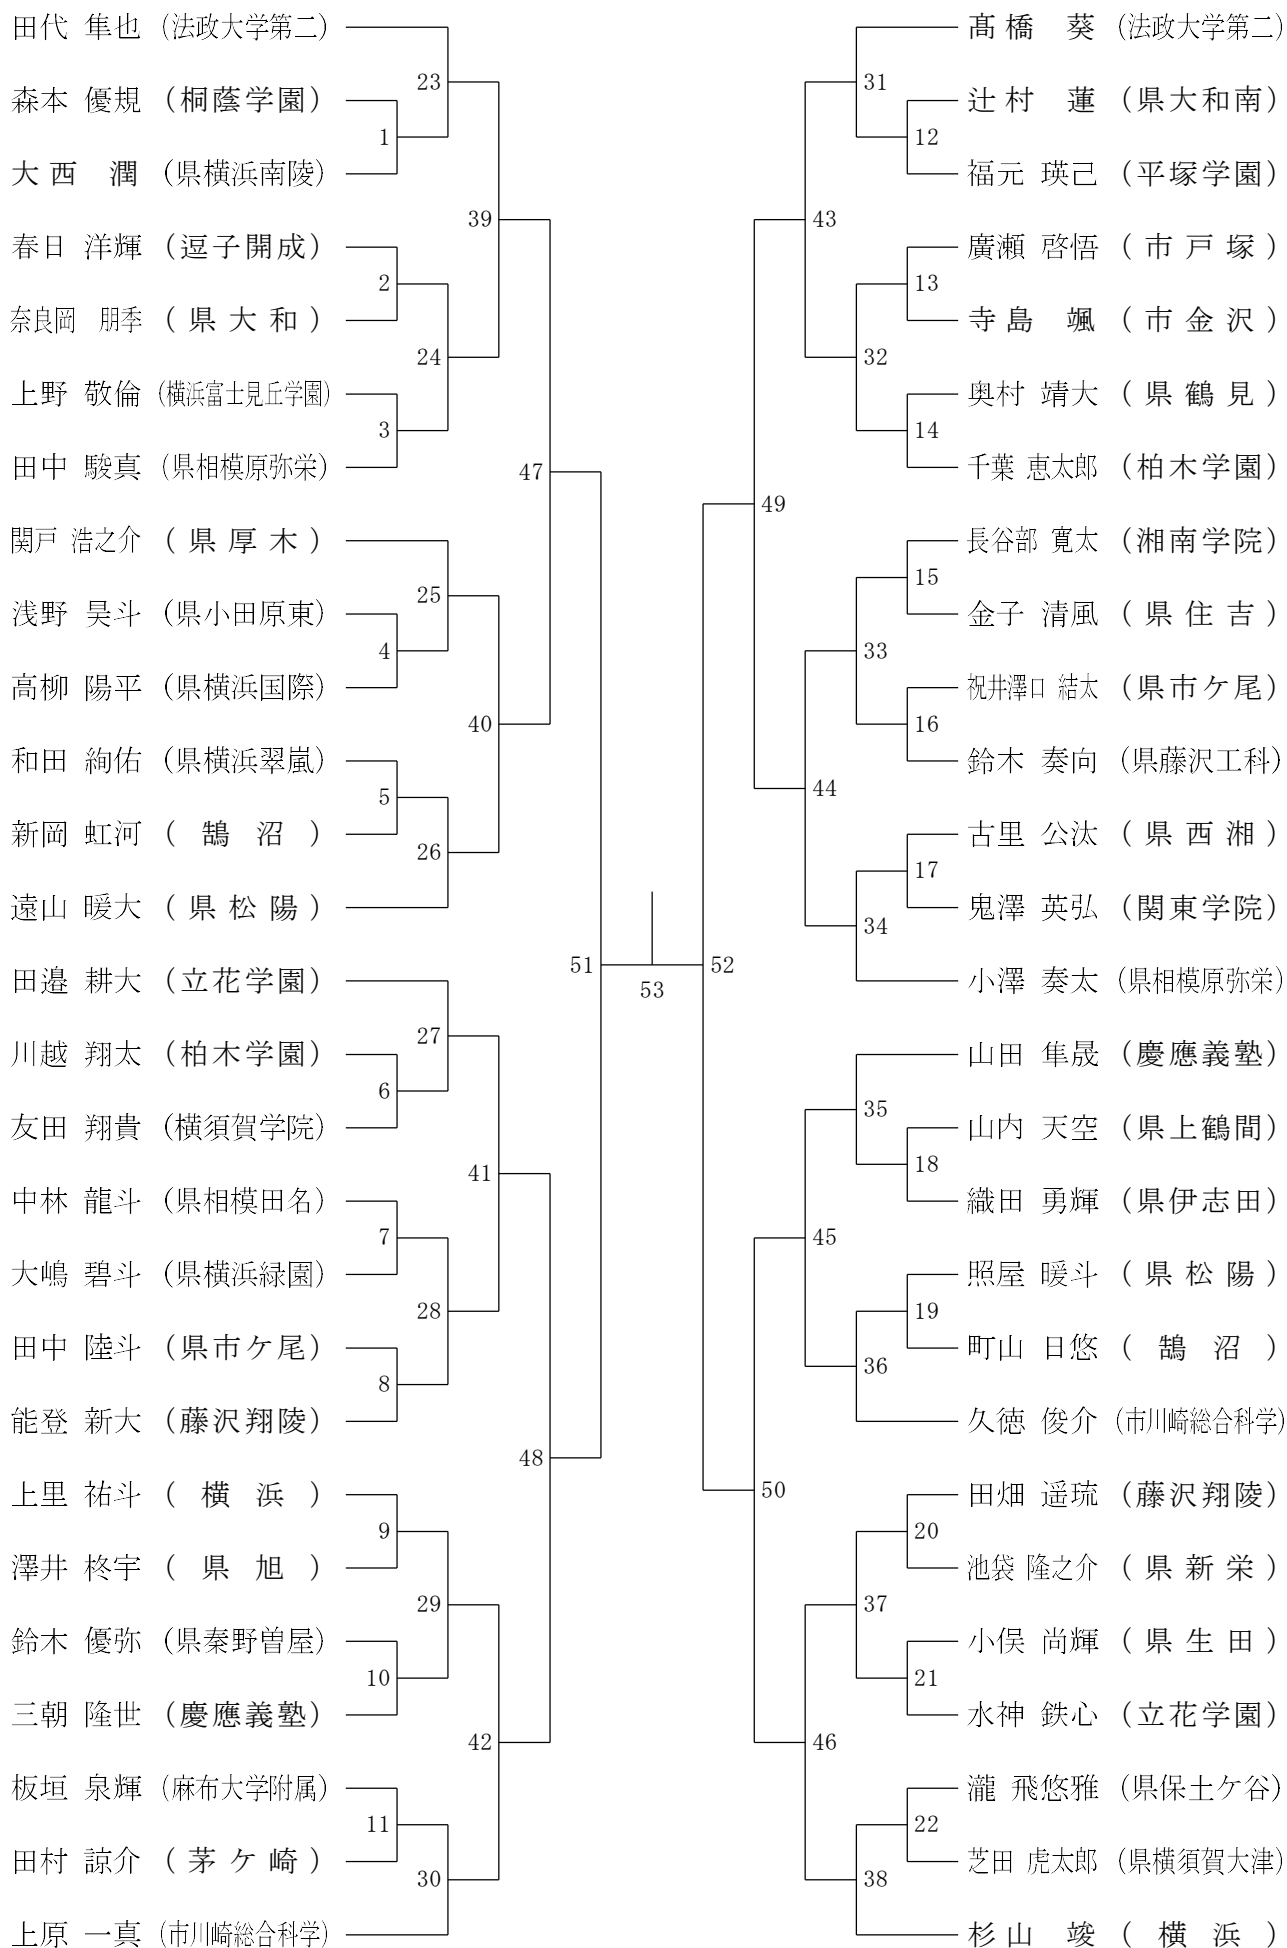 田代 隼也 (法政大学第二)
23
森本 優規 (桐蔭学園)
1
大西 潤 (県横浜南陵)
39
春日 洋輝 (逗子開成)
2
奈良岡 朋季 (県大和)
24
上野 敬倫 (横浜富士見丘学園)
3
田中 駿真 (県相模原弥栄)
47
関戸 浩之介 (県厚木)
25
浅野 昊斗 (県小田原東)
4
高柳 陽平 (県横浜国際)
40
和田 絢佑 (県横浜翠嵐)
5
新岡 虹河 (鵠沼)
26
遠山 暖大 (県松陽)
51
田邉 耕大 (立花学園)
27
川越 翔太 (柏木学園)
6
友田 翔貴 (横須賀学院)
41
中林 龍斗 (県相模田名)
7
大嶋 碧斗 (県横浜緑園)
28
田中 陸斗 (県市ケ尾)
8
能登 新大 (藤沢翔陵)
48
上里 祐斗 (横浜)
9
澤井 柊宇 (県旭)
29
鈴木 優弥 (県秦野曽屋)
10
三朝 隆世 (慶應義塾)
42
板垣 泉輝 (麻布大学附属)
11
田村 諒介 (茅ケ崎)
30
上原 一真 (市川崎総合科学)
53
髙橋 葵 (法政大学第二)
31
辻村 蓮 (県大和南)
12
福元 瑛己 (平塚学園)
43
廣瀬 啓悟 (市戸塚)
13
寺島 颯 (市金沢)
32
奥村 靖大 (県鶴見)
14
千葉 恵太郎 (柏木学園)
49
長谷部 寛太 (湘南学院)
15
金子 清風 (県住吉)
33
祝井澤口 結太 (県市ケ尾)
16
鈴木 奏向 (県藤沢工科)
44
古里 公汰 (県西湘)
17
鬼澤 英弘 (関東学院)
34
小澤 奏太 (県相模原弥栄)
52
山田 隼晟 (慶應義塾)
35
山内 天空 (県上鶴間)
18
織田 勇輝 (県伊志田)
45
照屋 暖斗 (県松陽)
19
町山 日悠 (鵠沼)
36
久徳 俊介 (市川崎総合科学)
50
田畑 遥琉 (藤沢翔陵)
20
池袋 隆之介 (県新栄)
37
小俣 尚輝 (県生田)
21
水神 鉄心 (立花学園)
46
瀧 飛悠雅 (県保土ケ谷)
22
芝田 虎太郎 (県横須賀大津)
38
杉山 竣 (横浜)